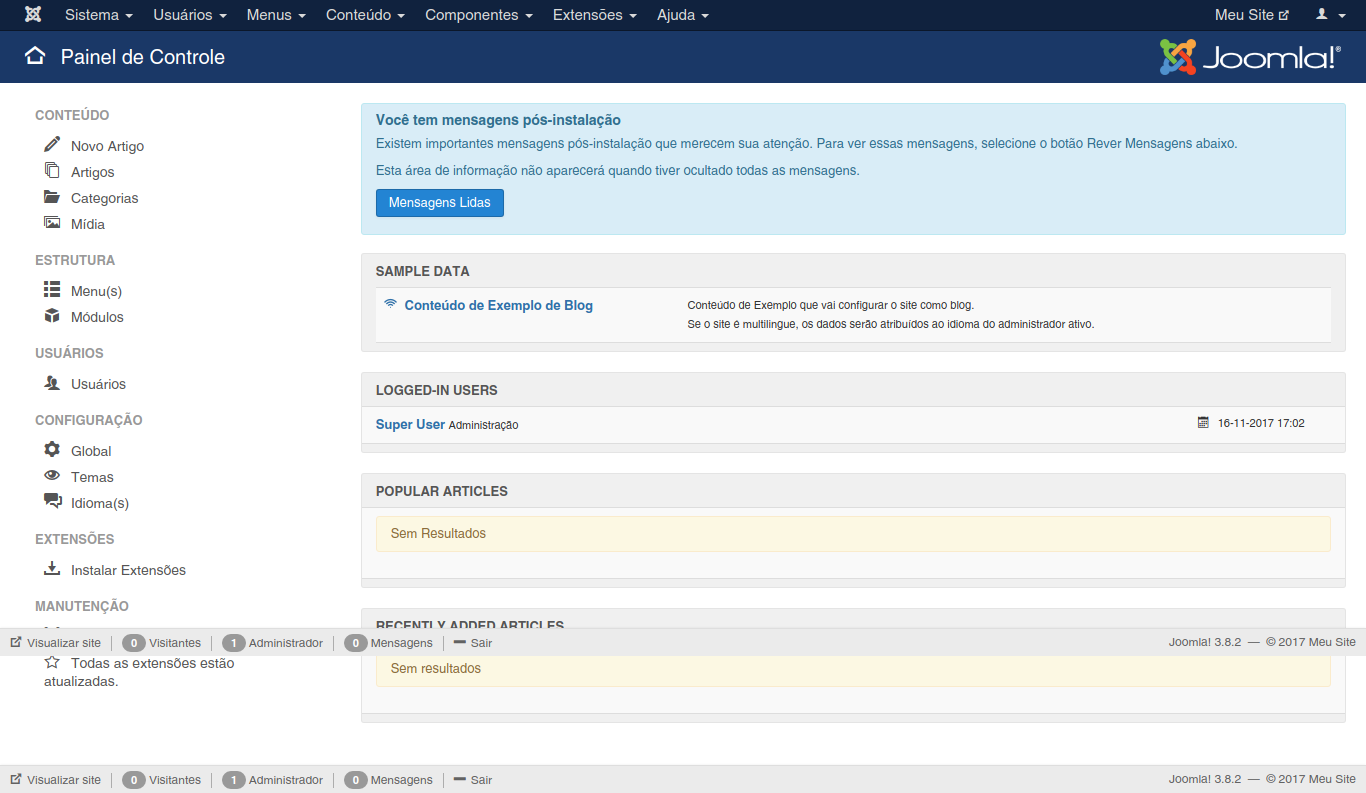 Sistema Usuários Menus Conteúdo Componentes Extensões Ajuda Meu Site
Painel de Controle
Joomla!®
CONTEÚDO
Novo Artigo
Artigos
Categorias
Mídia
ESTRUTURA
Menu(s)
Módulos
USUÁRIOS
Usuários
CONFIGURAÇÃO
Global
Temas
Idioma(s)
EXTENSÕES
Instalar Extensões
MANUTENÇÃO
Você tem mensagens pós-instalação
Existem importantes mensagens pós-instalação que merecem sua atenção. Para ver essas mensagens, selecione o botão Rever Mensagens abaixo.
Esta área de informação não aparecerá quando tiver ocultado todas as mensagens.
Mensagens Lidas
SAMPLE DATA
Conteúdo de Exemplo de Blog
Conteúdo de Exemplo que vai configurar o site como blog.
Se o site é multilingue, os dados serão atribuídos ao idioma do administrador ativo.
LOGGED-IN USERS
Super User Administração 16-11-2017 17:02
POPULAR ARTICLES
Sem Resultados
RECENTLY ADDED ARTICLES
Visualizar site 0 Visitantes 1 Administrador 0 Mensagens Sair Joomla! 3.8.2 — © 2017 Meu Site
Todas as extensões estão
atualizadas.
Sem resultados
Visualizar site 0 Visitantes 1 Administrador 0 Mensagens Sair Joomla! 3.8.2 — © 2017 Meu Site